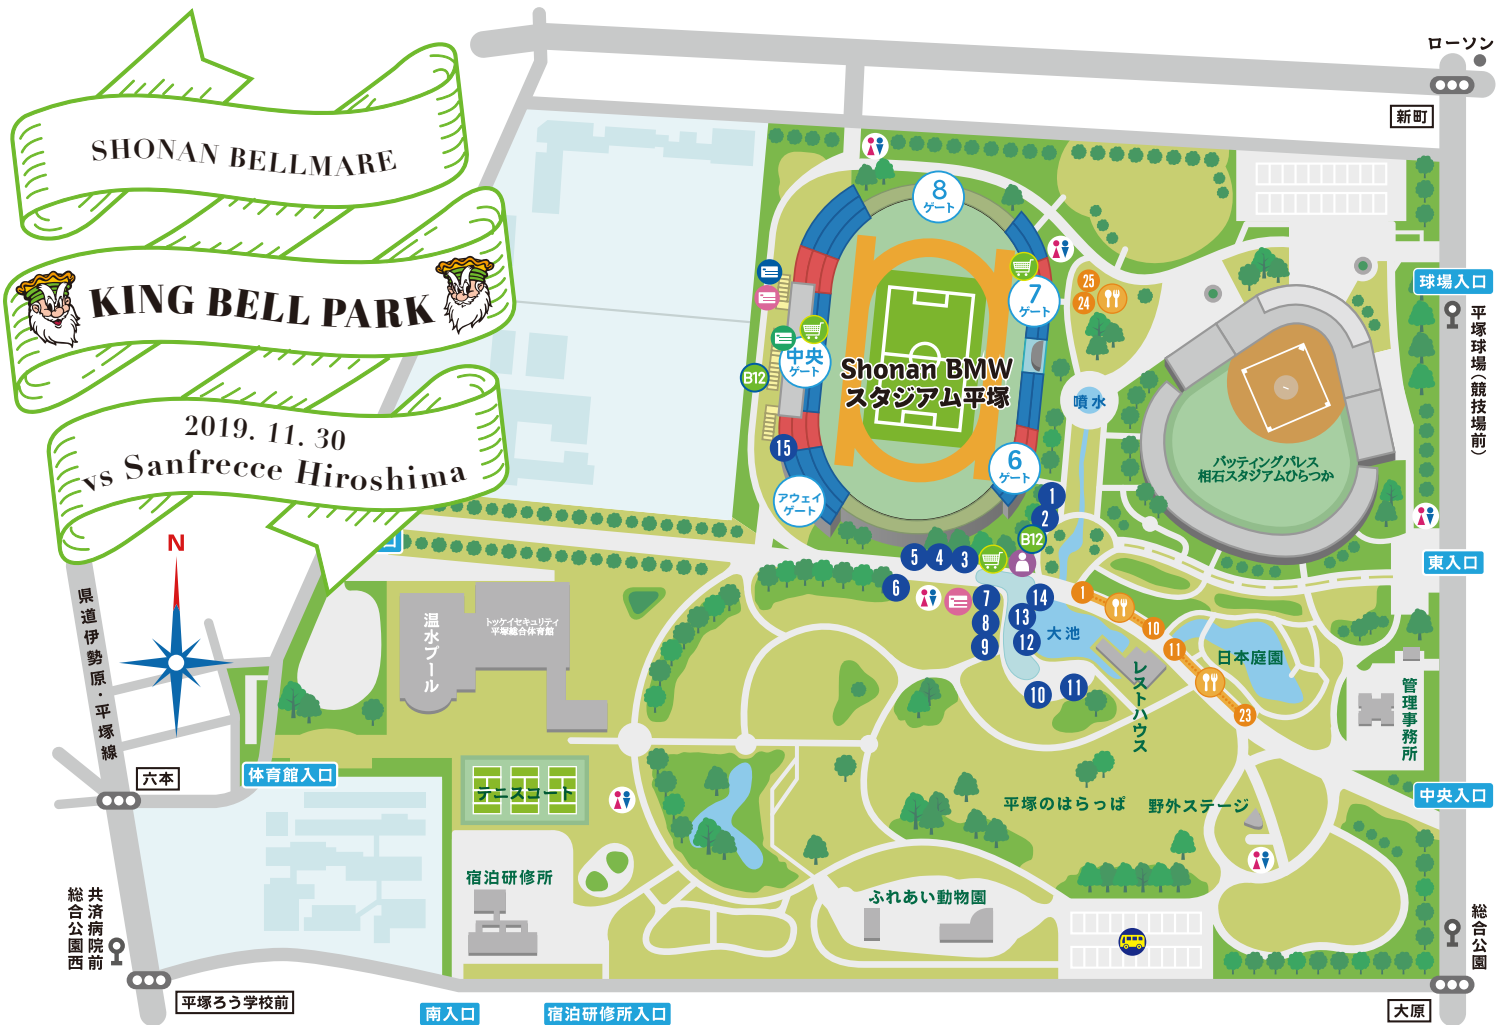 SHONAN BELLMARE
KING BELL PARK
2019. 11. 30
vs Sanfrecce Hiroshima
N
ローソン
新町
球場入口
平塚球場(競技場前)
8
ゲート
7
ゲート
6
ゲート
中央
ゲート
アウェイ
ゲート
B12
15
Shonan BMW
スタジアム平塚
25
24
噴水
バッティングパレス
相石スタジアムひらつか
東入口
1
2
B12
3
4
5
6
7
8
9
10
11
12
13
14
大池
1
10
11
23
レストハウス
日本庭園
管理事務所
中央入口
平塚のはらっぱ
野外ステージ
ふれあい動物園
総合公園
大原
温水プール
トッケイセキュリティ
平塚総合体育館
テニスコート
宿泊研修所
体育館入口
県道伊勢原・平塚線
六本
共済病院前
総合公園西
平塚ろう学校前
南入口
宿泊研修所入口